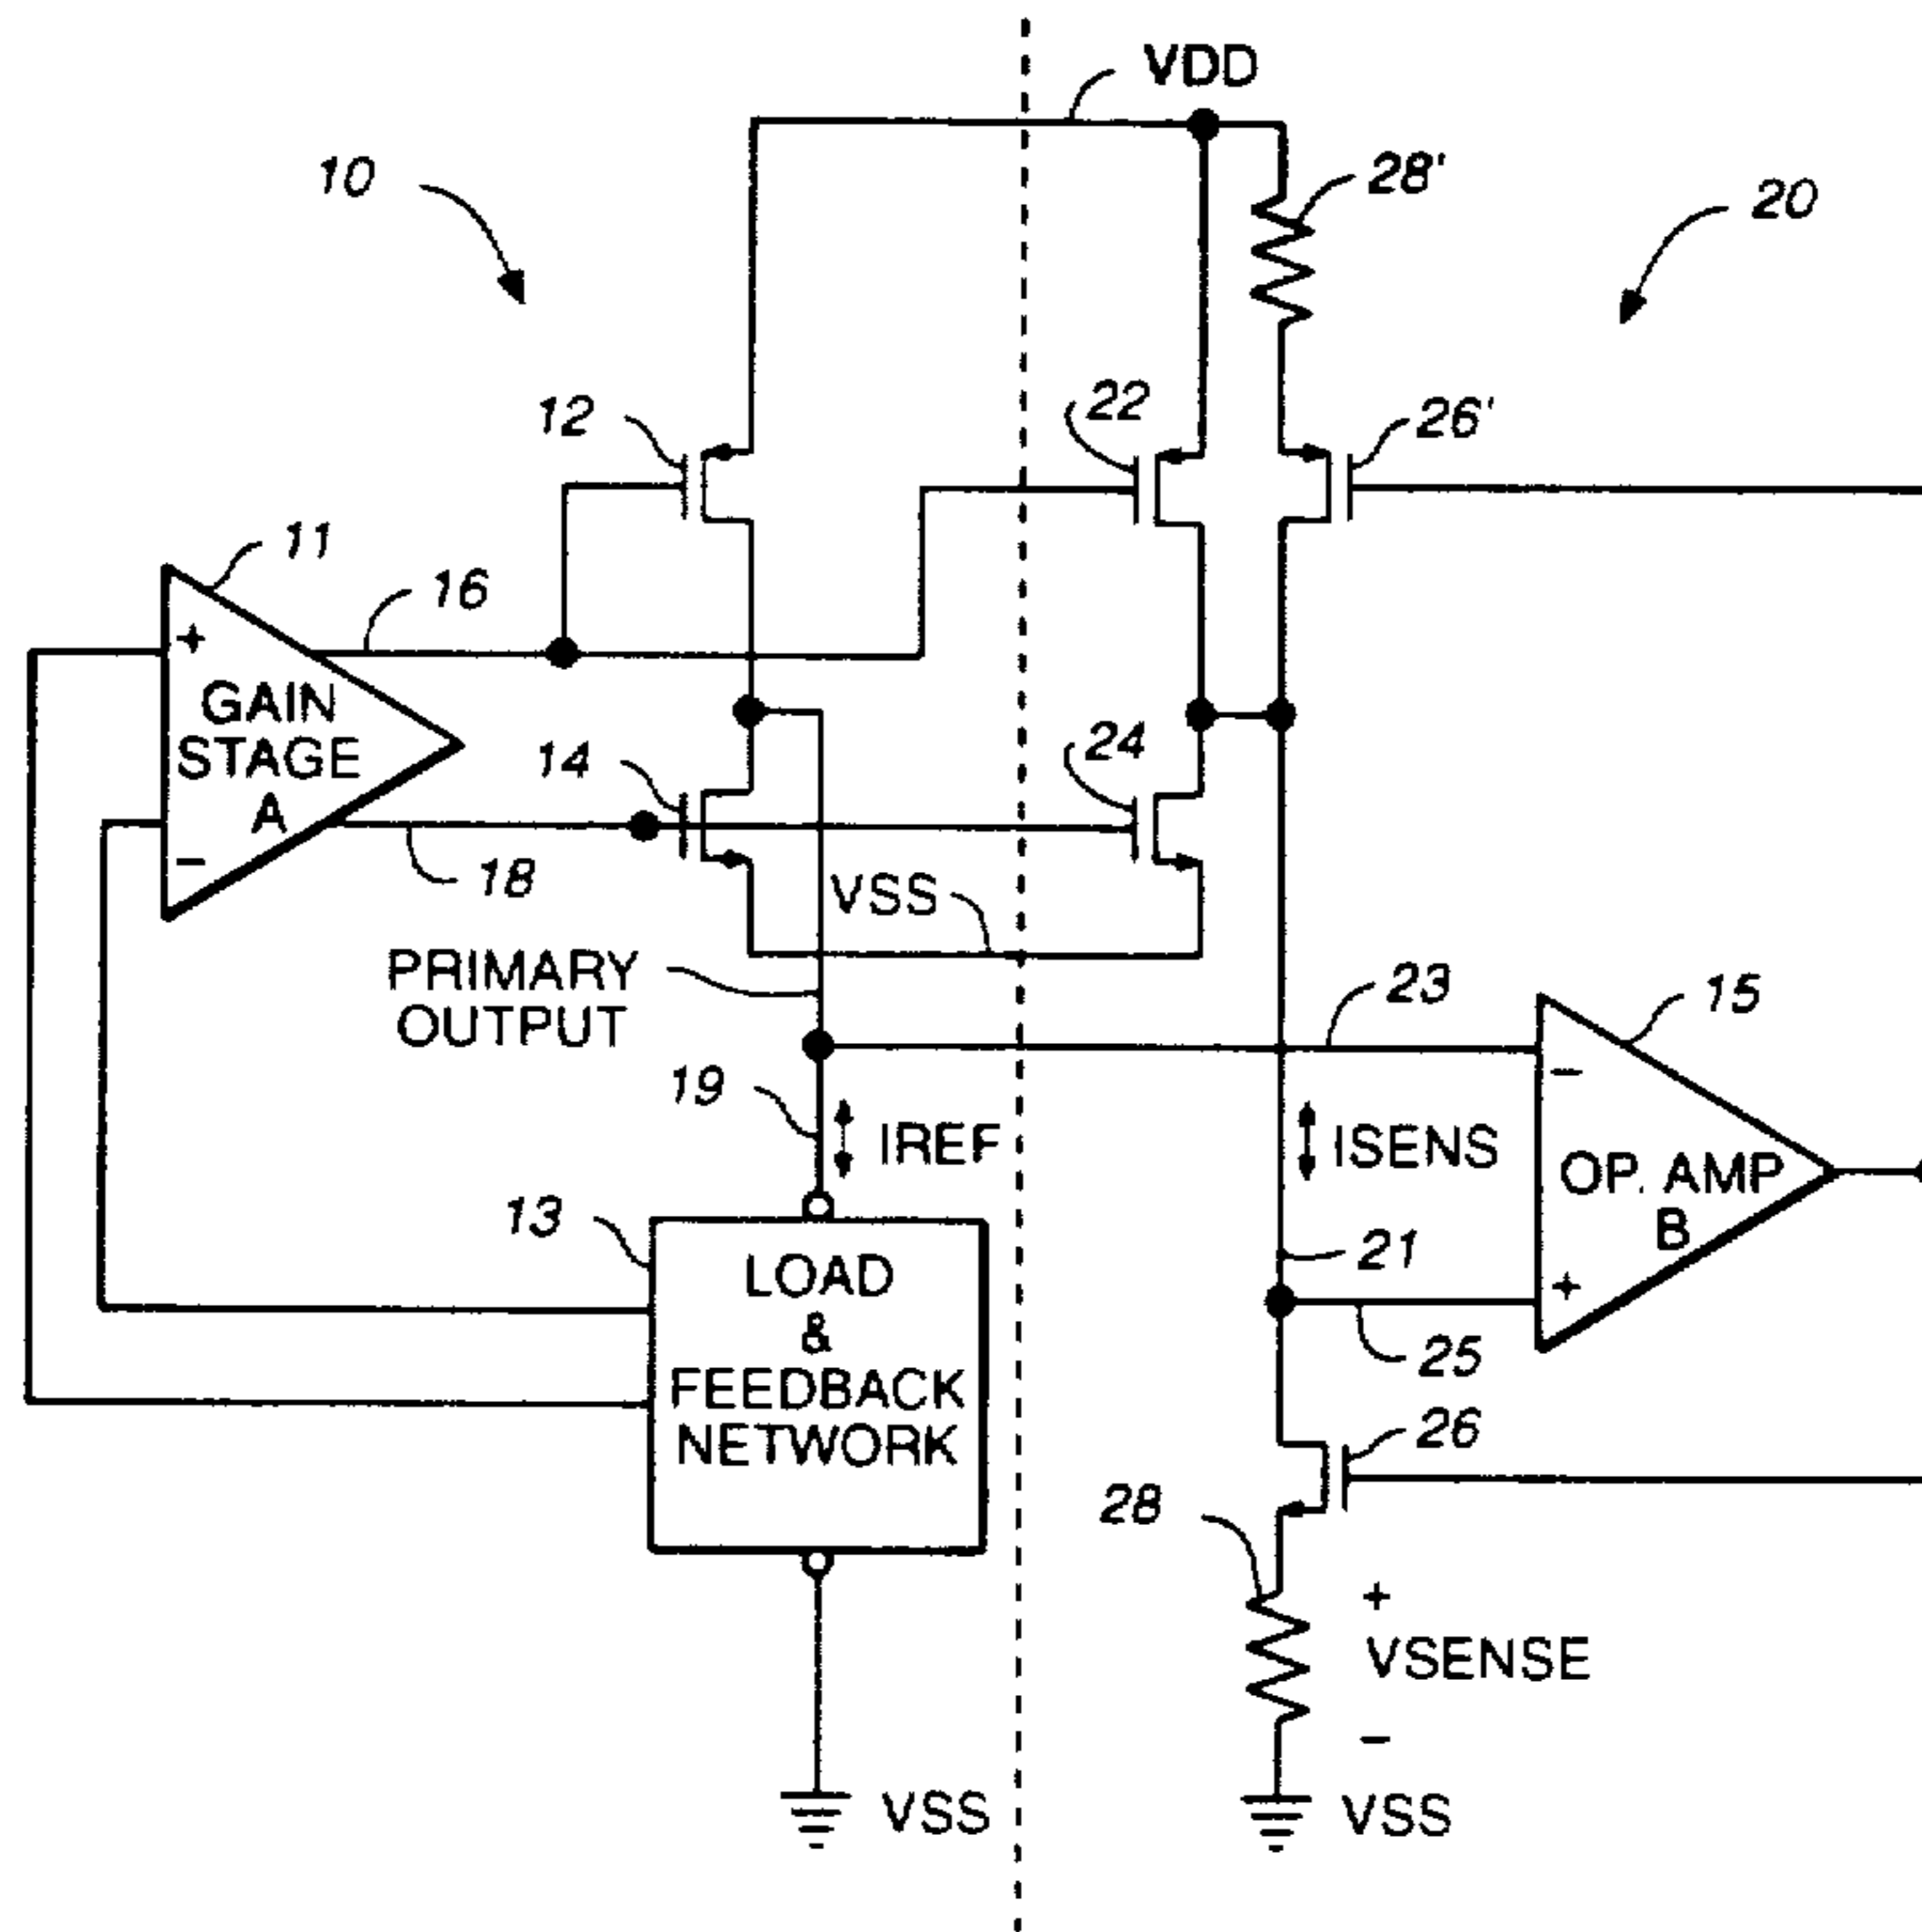 VDD
10
28'
20
12
22
26'
11
16
+
GAIN
STAGE
A
−
14
24
18
VSS
PRIMARY
OUTPUT
23
15
−
19
IREF
ISENS
OP. AMP
B
13
LOAD
&
FEEDBACK
NETWORK
21
+
25
26
28
+
VSENSE
−
VSS
VSS